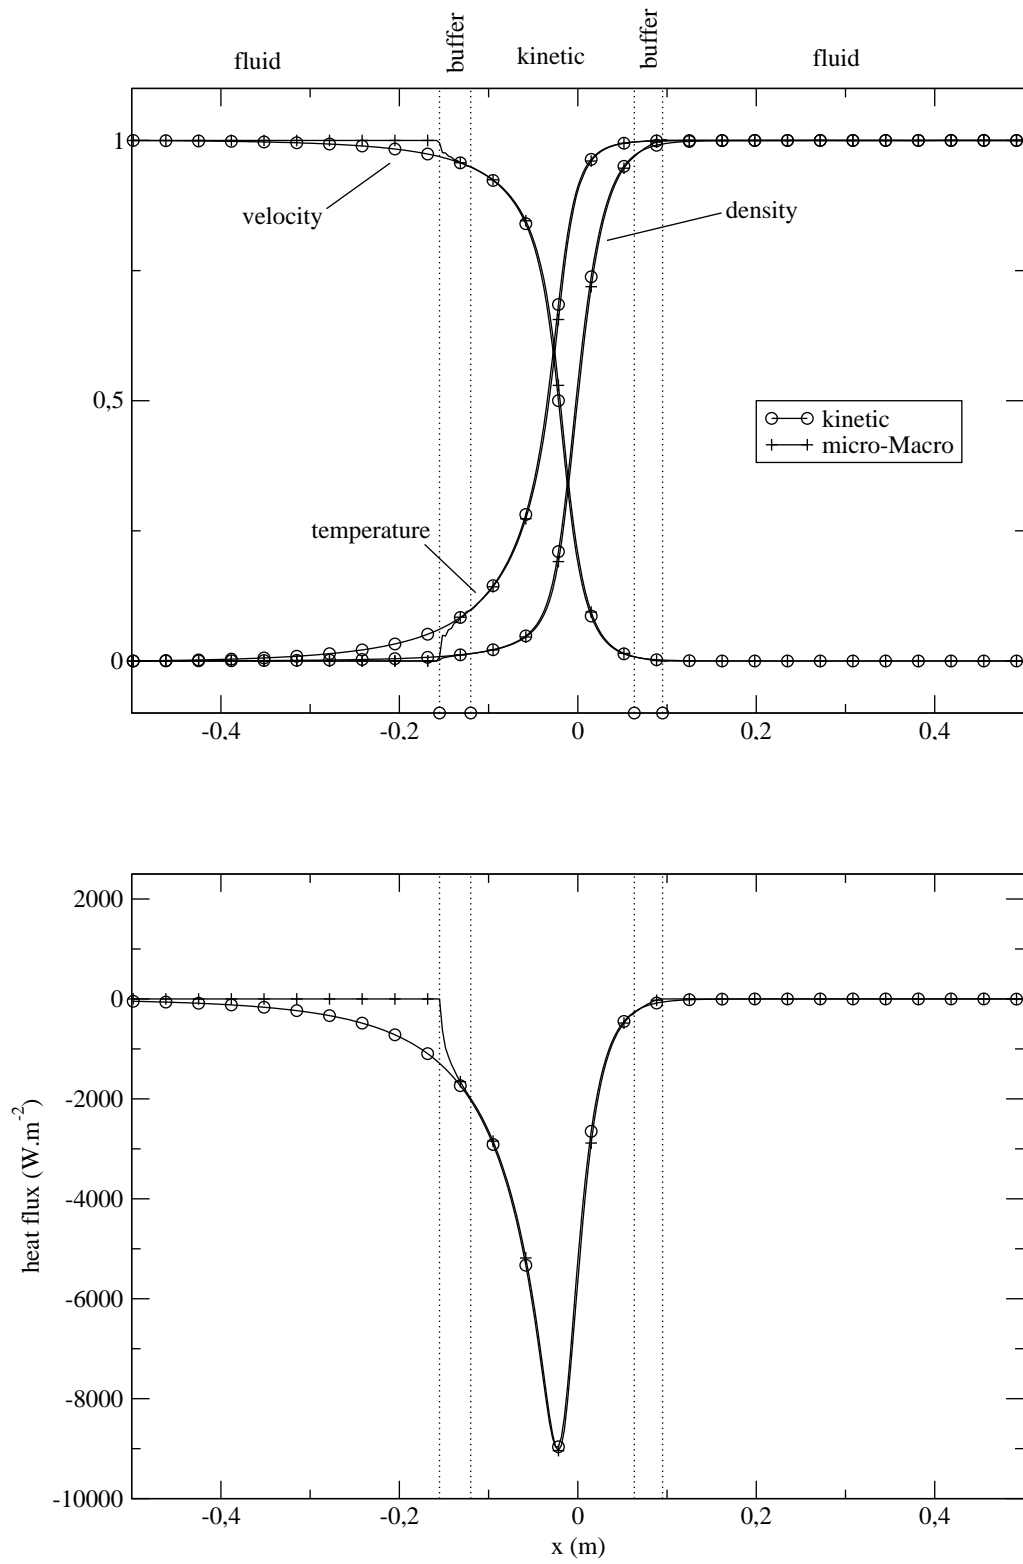 fluid buffer kinetic buffer fluid
1
velocity
density
0,5
kinetic
micro-Macro
temperature
0
-0,4 -0,2 0 0,2 0,4
2000
0
-2000
-4000
-6000
-8000
-10000
heat flux (W.m-2)
-0,4 -0,2 0 0,2 0,4
x (m)